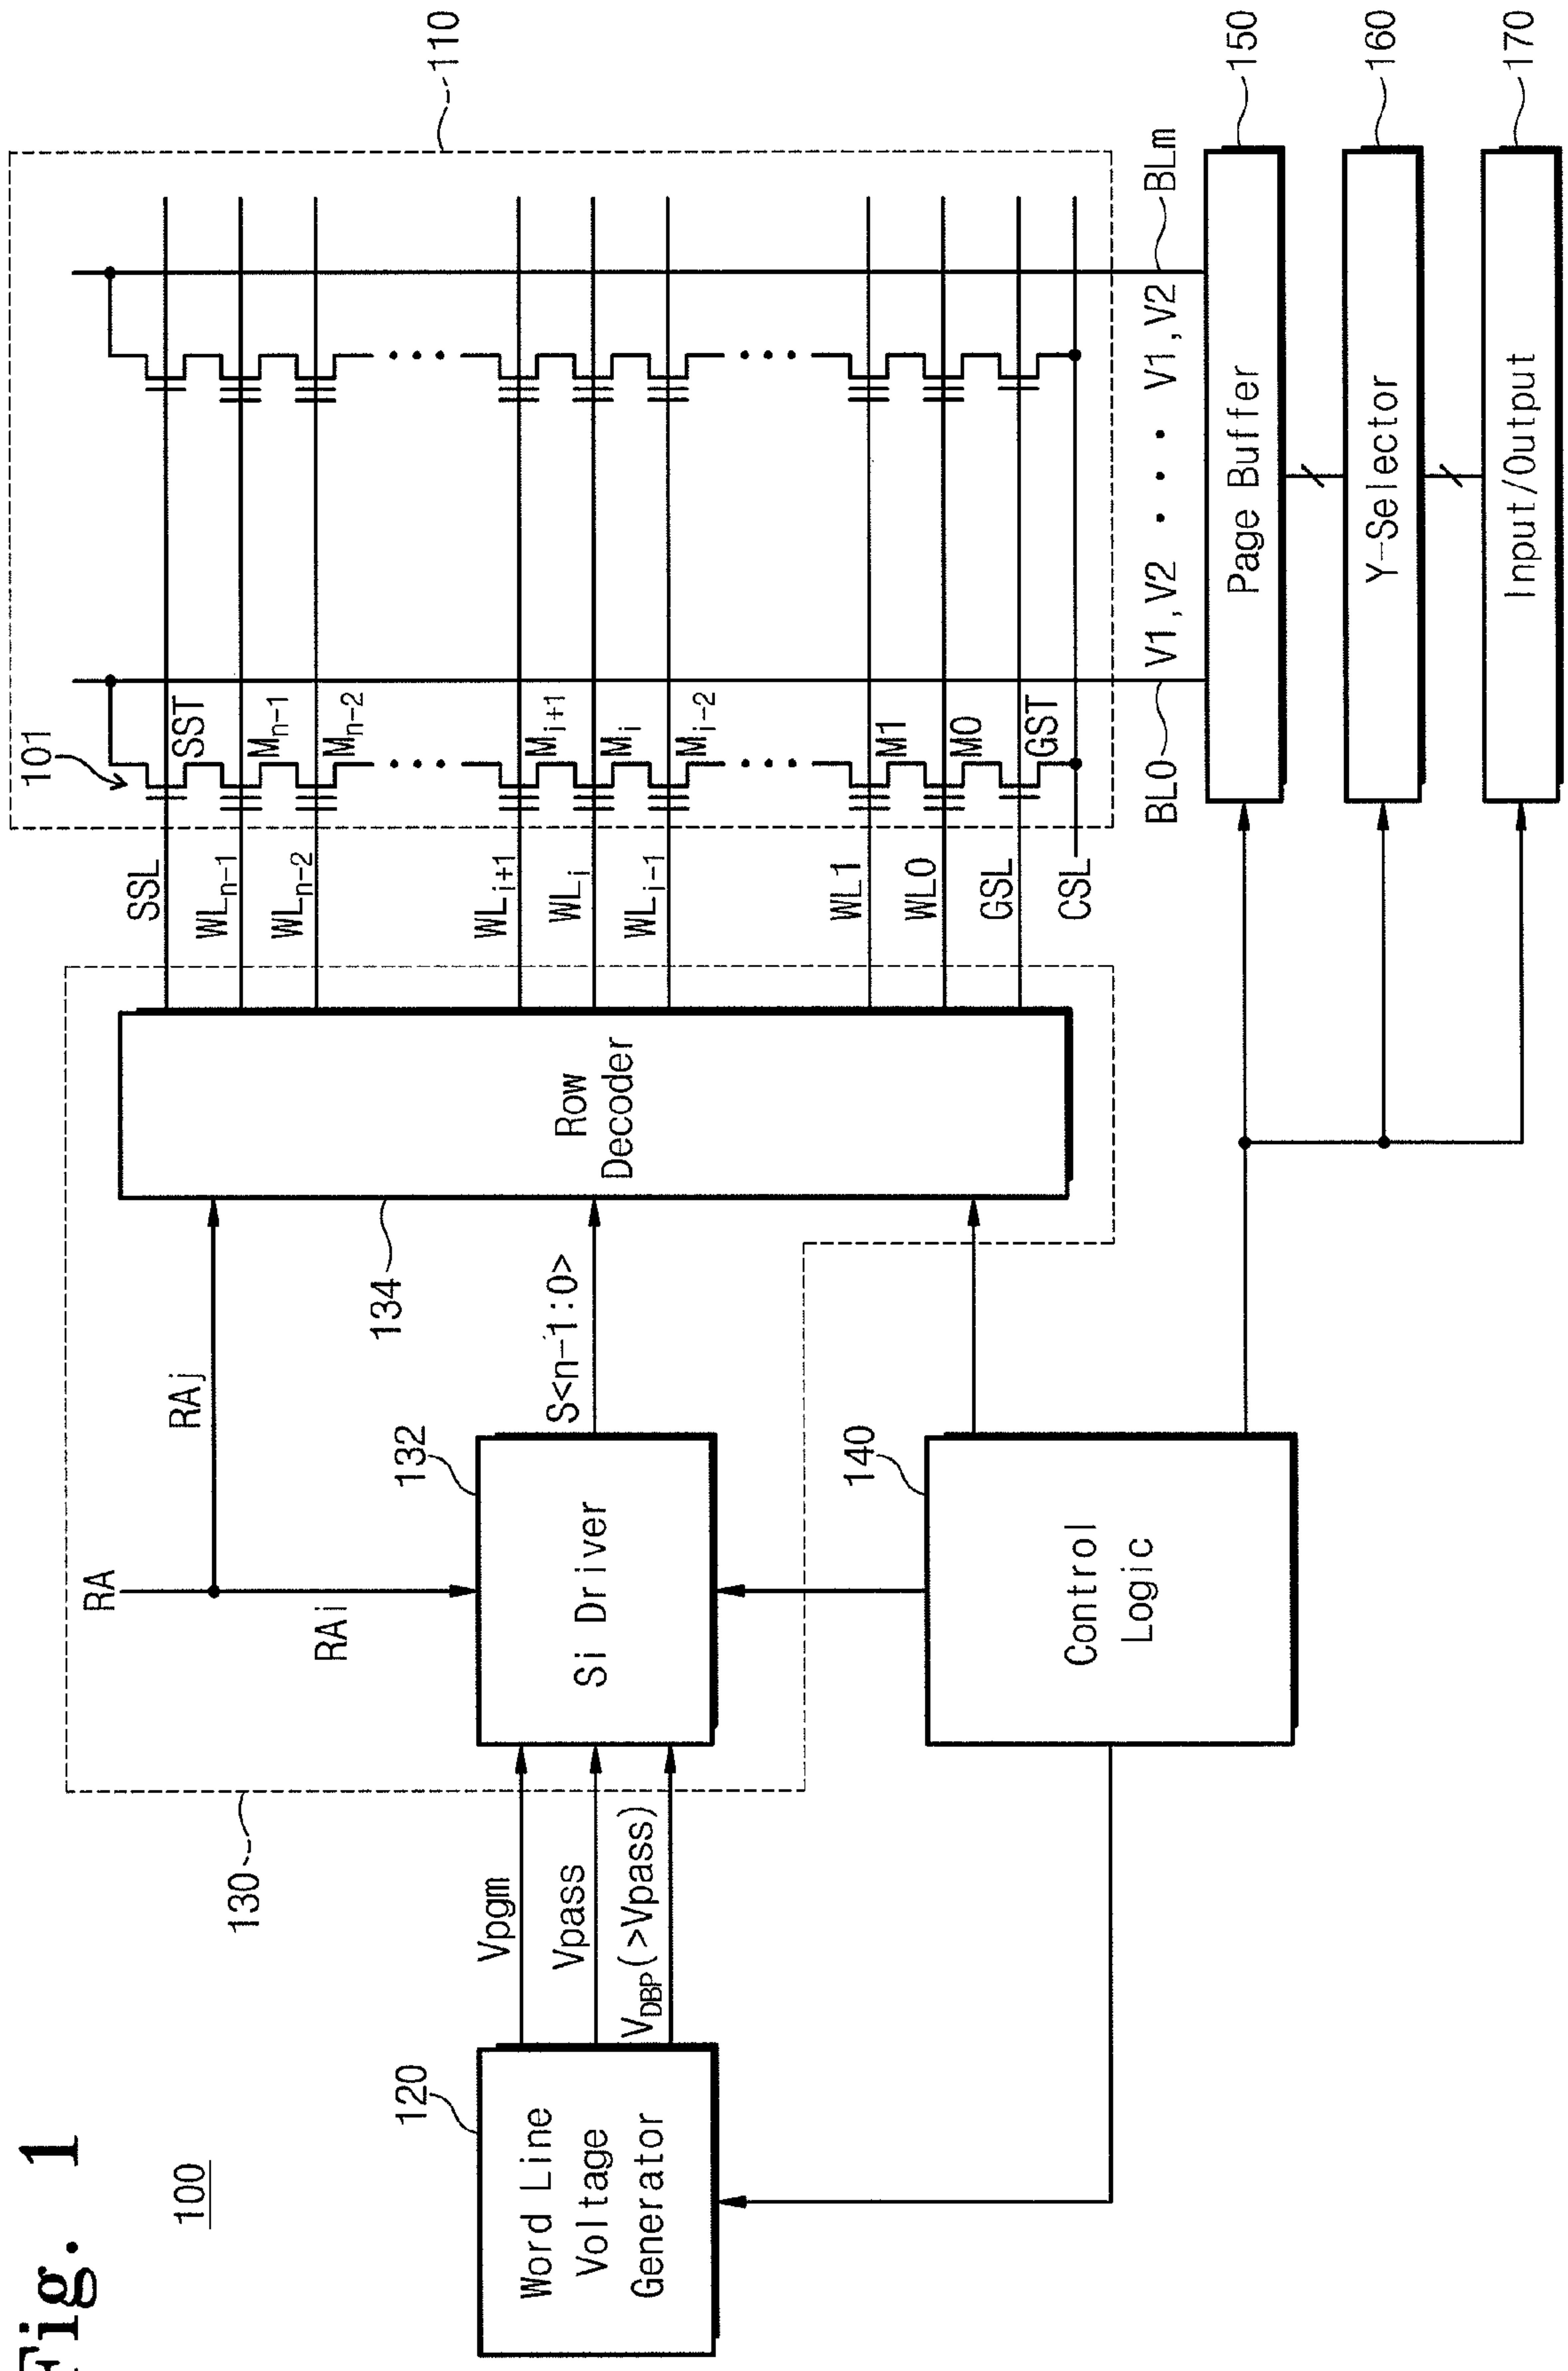 Fig. 1
100
110
101
SSL
SST
WLn-1
Mn-1
WLn-2
Mn-2
WLi+1
Mi+1
WLi
Mi
WLi-1
Mi-2
WL1
M1
WL0
M0
GSL
GST
CSL
130
RA
RAj
RAi
134
Row
Decoder
S<n-1:0>
132
Si Driver
Vpgm
Vpass
VDBP(>Vpass)
120
Word Line
Voltage
Generator
140
Control
Logic
BL0
V1,V2
V1,V2
BLm
Page Buffer
150
Y-Selector
160
Input/Output
170